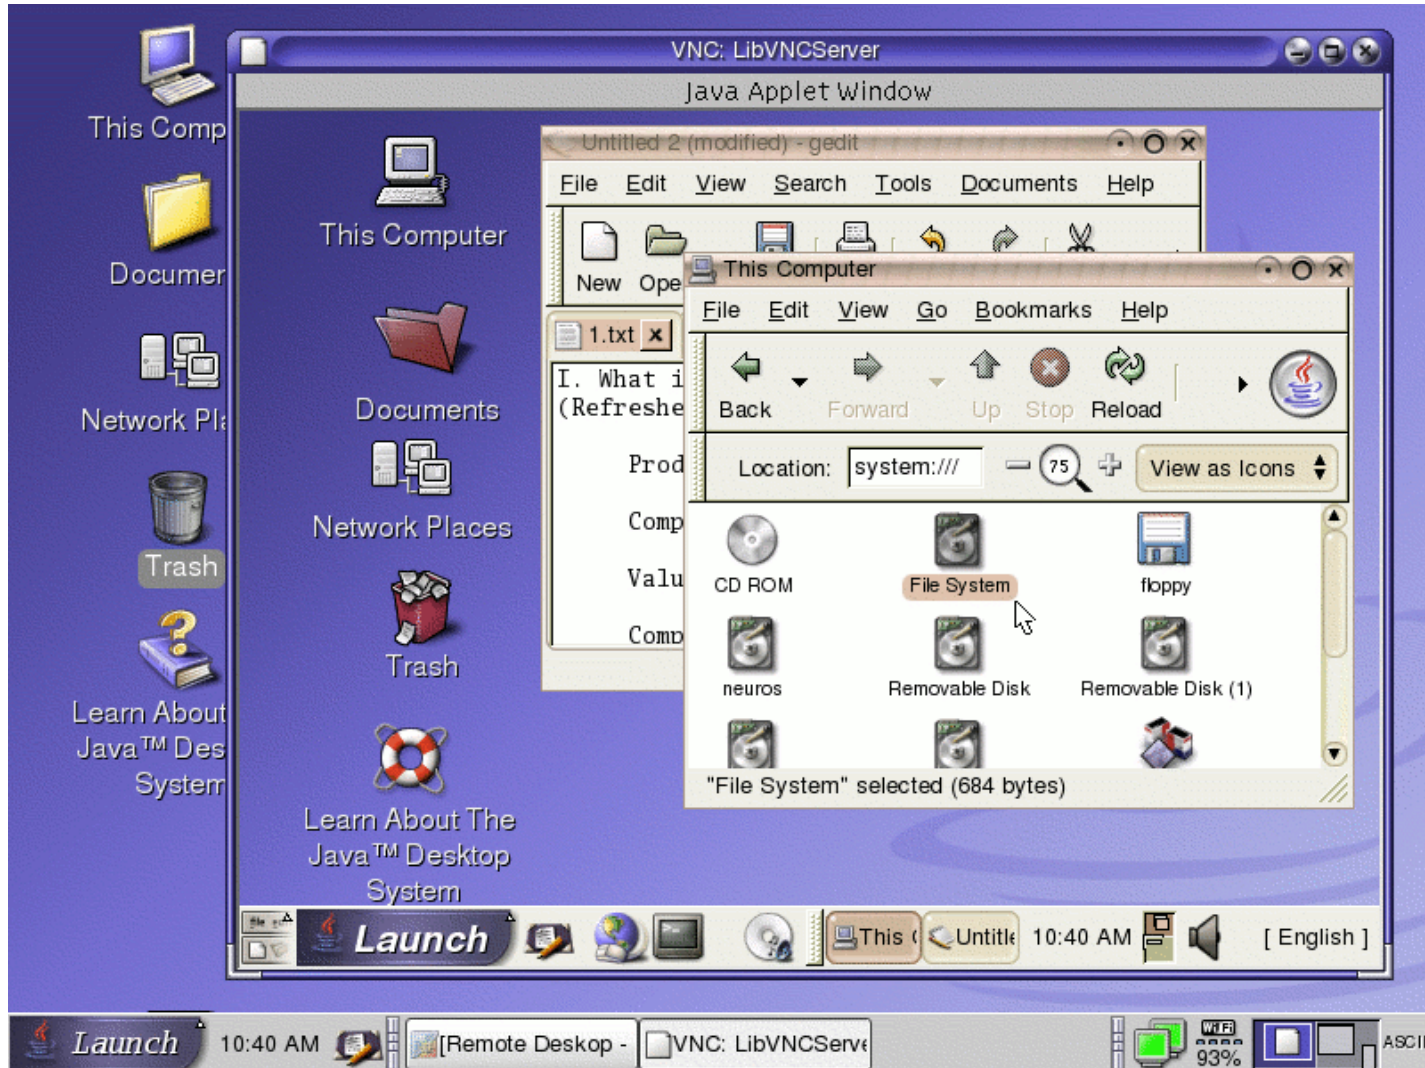 This Comp
Documer
Network Pla
Trash
Learn About
Java™ Des
System
VNC: LibVNCServer
Java Applet Window
This Computer
Documents
Network Places
Trash
Learn About The
Java™ Desktop
System
Untitled 2 (modified) - gedit
File Edit View Search Tools Documents Help
New Ope
1.txt
I. What i
(Refreshe
Prod
Comp
Valu
Comp
This Computer
File Edit View Go Bookmarks Help
Back Forward Up Stop Reload
Location: system:/// 75 View as Icons
CD ROM File System floppy
neuros Removable Disk Removable Disk (1)
"File System" selected (684 bytes)
Launch This ( Untitle 10:40 AM [ English ]
Launch 10:40 AM [Remote Deskop - VNC: LibVNCServe WiFi 93% ASCII